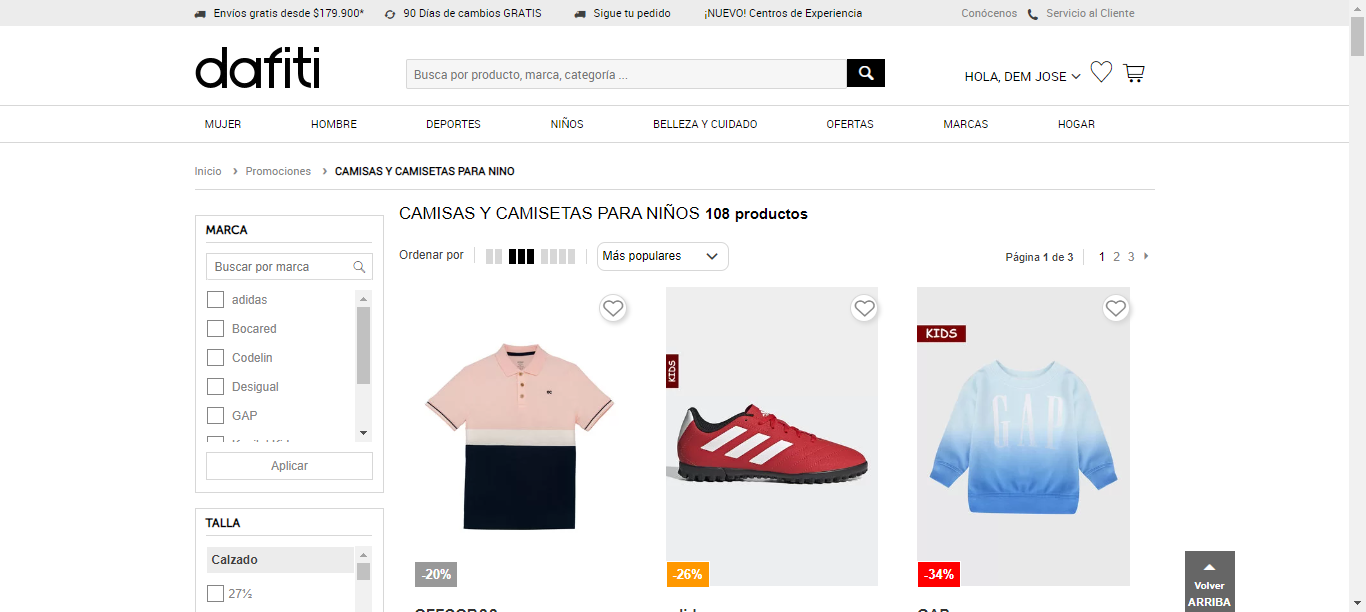 Envíos gratis desde $179.900* 90 Días de cambios GRATIS Sigue tu pedido ¡NUEVO! Centros de Experiencia Conócenos Servicio al Cliente
dafiti
Busca por producto, marca, categoría ...
HOLA, DEM JOSE
MUJER HOMBRE DEPORTES NIÑOS BELLEZA Y CUIDADO OFERTAS MARCAS HOGAR
Inicio Promociones CAMISAS Y CAMISETAS PARA NINO
CAMISAS Y CAMISETAS PARA NIÑOS 108 productos
Ordenar por Más populares Página 1 de 3 1 2 3
MARCA
Buscar por marca
adidas
Bocared
Codelin
Desigual
GAP
Aplicar
TALLA
Calzado
27½
KIDS
KIDS
GAP
-20%
-26%
-34%
Volver
ARRIBA